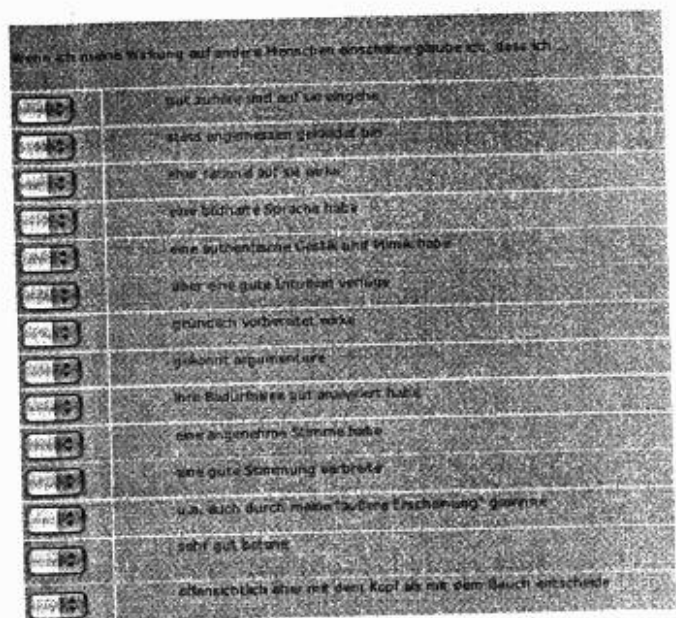 Wenn ich meine Wirkung auf andere Menschen einschätze glaube ich, dass ich ...
gut zuhöre und auf sie eingehe
stets angemessen gekleidet bin
eher rational auf sie wirke
eine bildhafte Sprache habe
eine authentische Gestik und Mimik habe
über eine gute Intuition verfüge
gründlich vorbereitet wirke
gekonnt argumentiere
ihre Bedürfnisse gut analysiert habe
eine angenehme Stimme habe
eine gute Stimmung verbreite
u.a. auch durch meine "äußere Erscheinung" gewinne
sehr gut betone
offensichtlich eher mit dem Kopf als mit dem Bauch entscheide